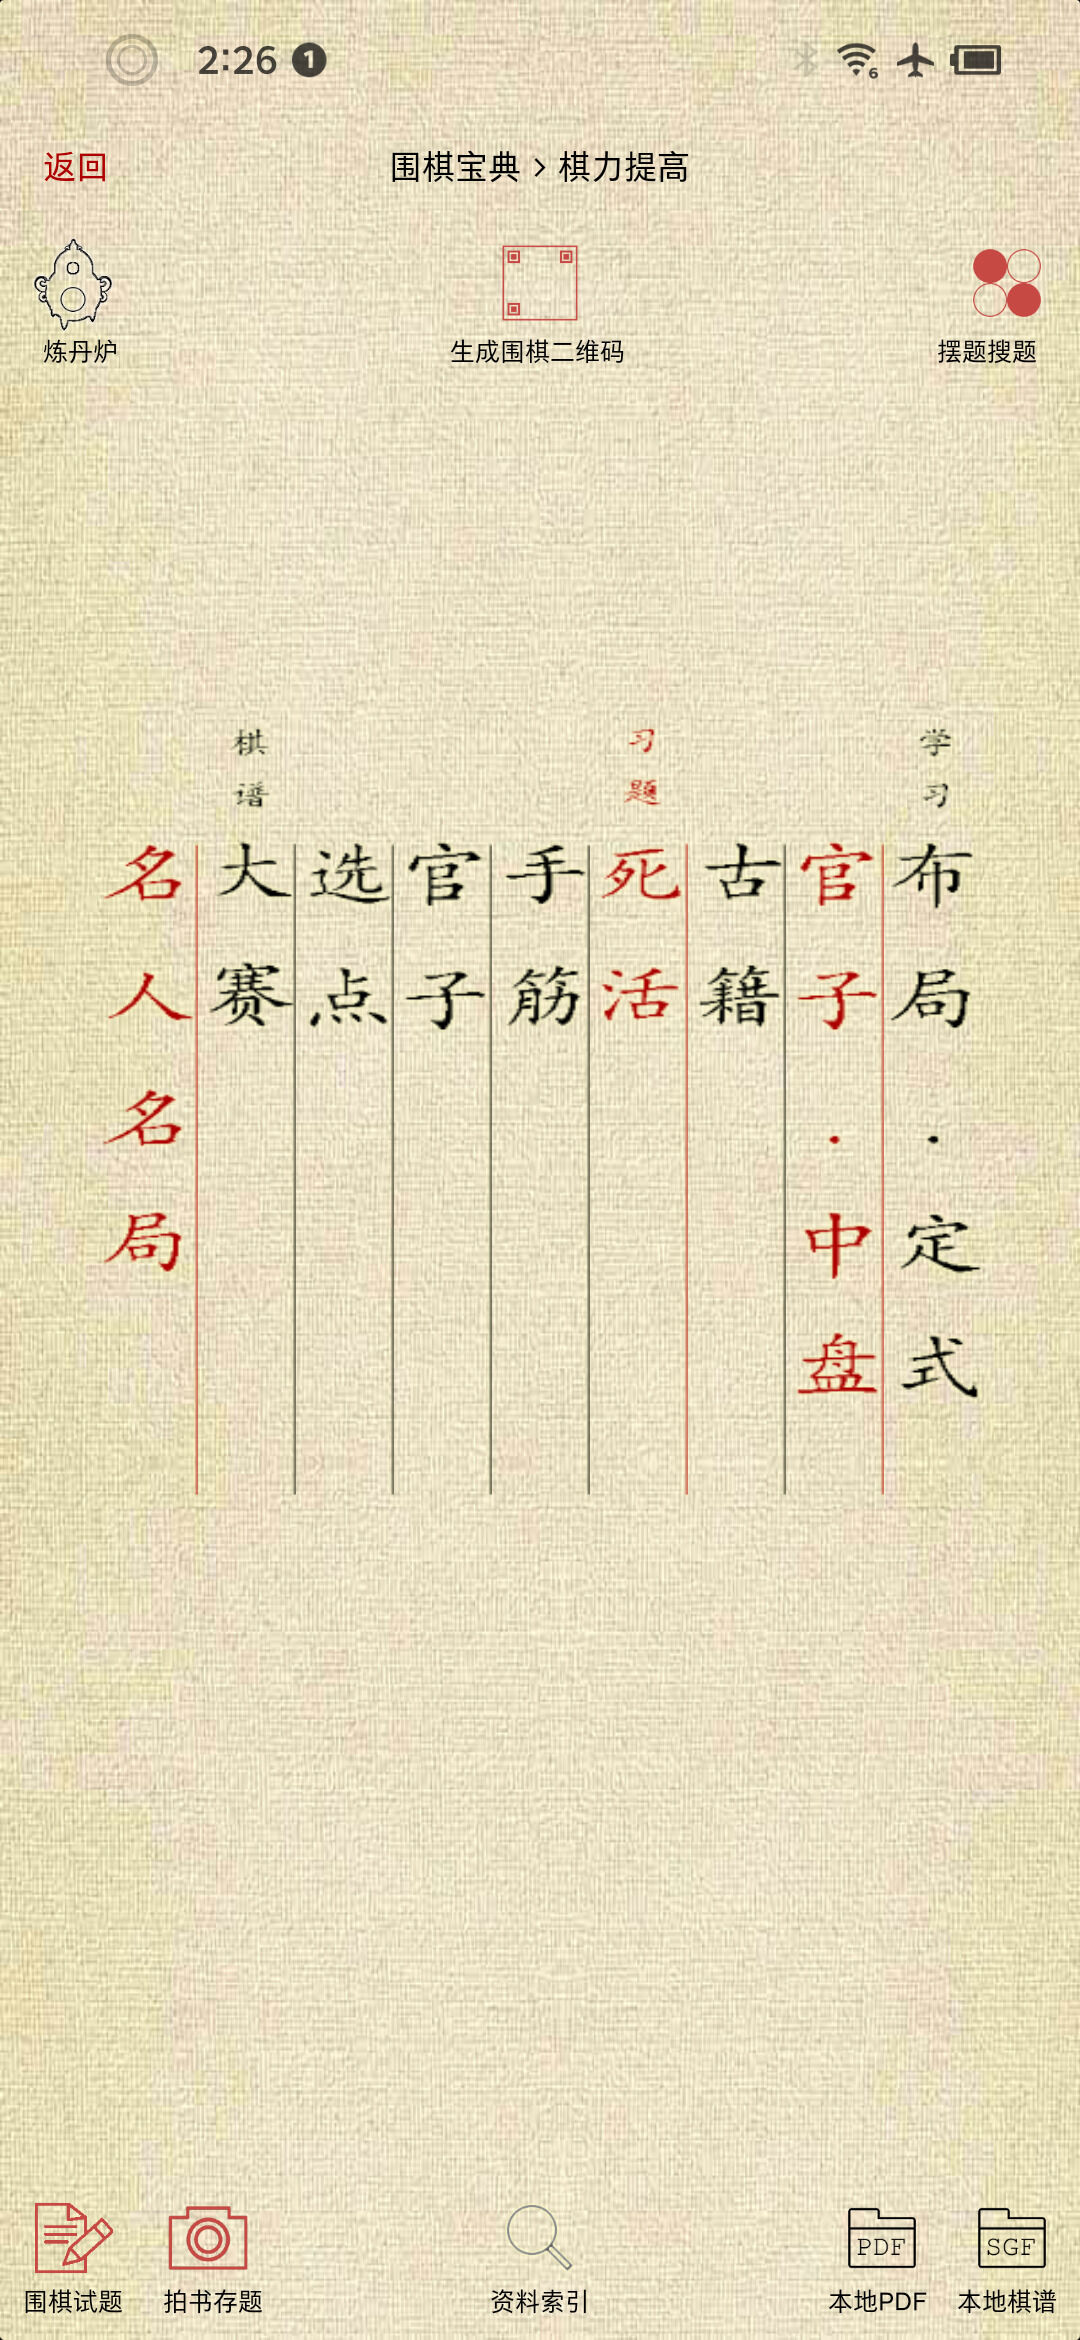 2:26 1
6
返回
围棋宝典 > 棋力提高
炼丹炉
生成围棋二维码
摆题搜题
学习
布局·定式
官子·中盘
习题
古籍
死活
手筋
官子
选点
棋谱
大赛
名人名局
围棋试题
拍书存题
资料索引
PDF
本地PDF
SGF
本地棋谱